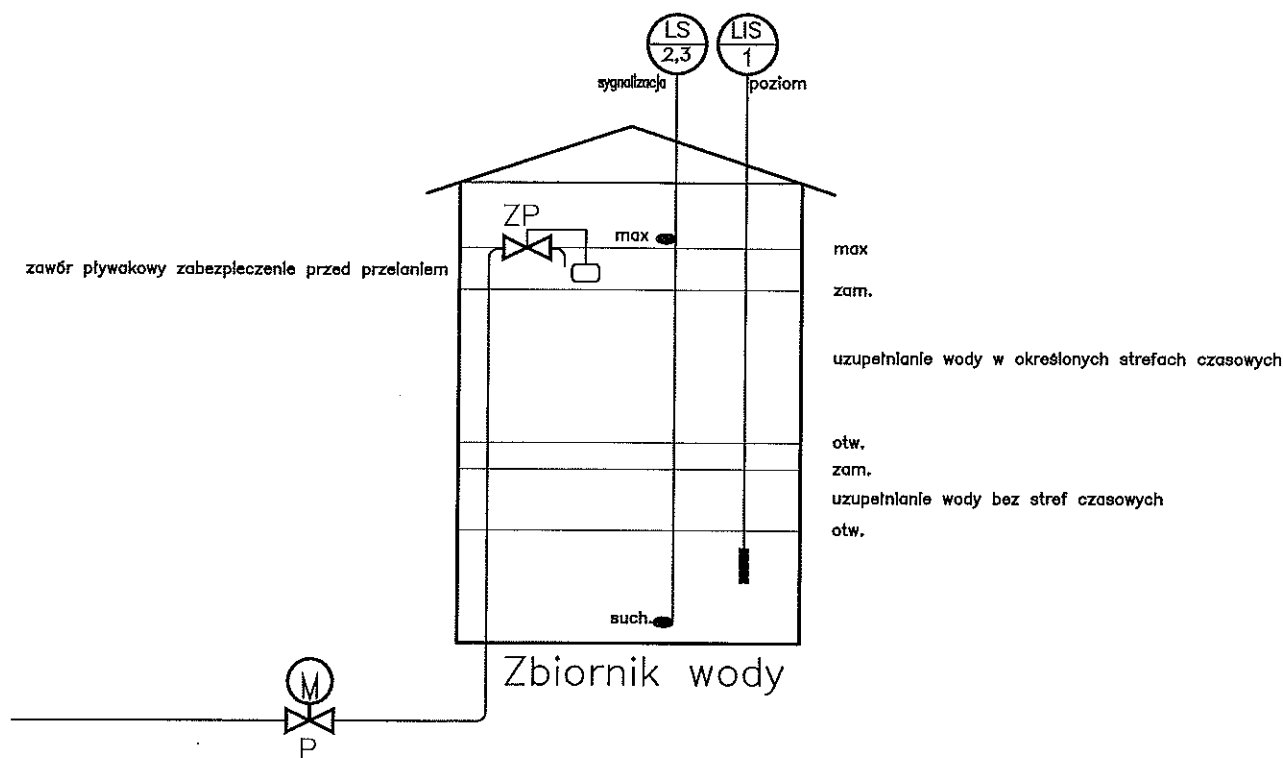 LS
2,3
LIS
1
sygnalizacja
poziom
ZP
max
max
zawór pływakowy zabezpieczenie przed przelaniem
zam.
uzupełnianie wody w określonych strefach czasowych
otw.
zam.
uzupełnianie wody bez stref czasowych
otw.
such.
Zbiornik wody
M
P